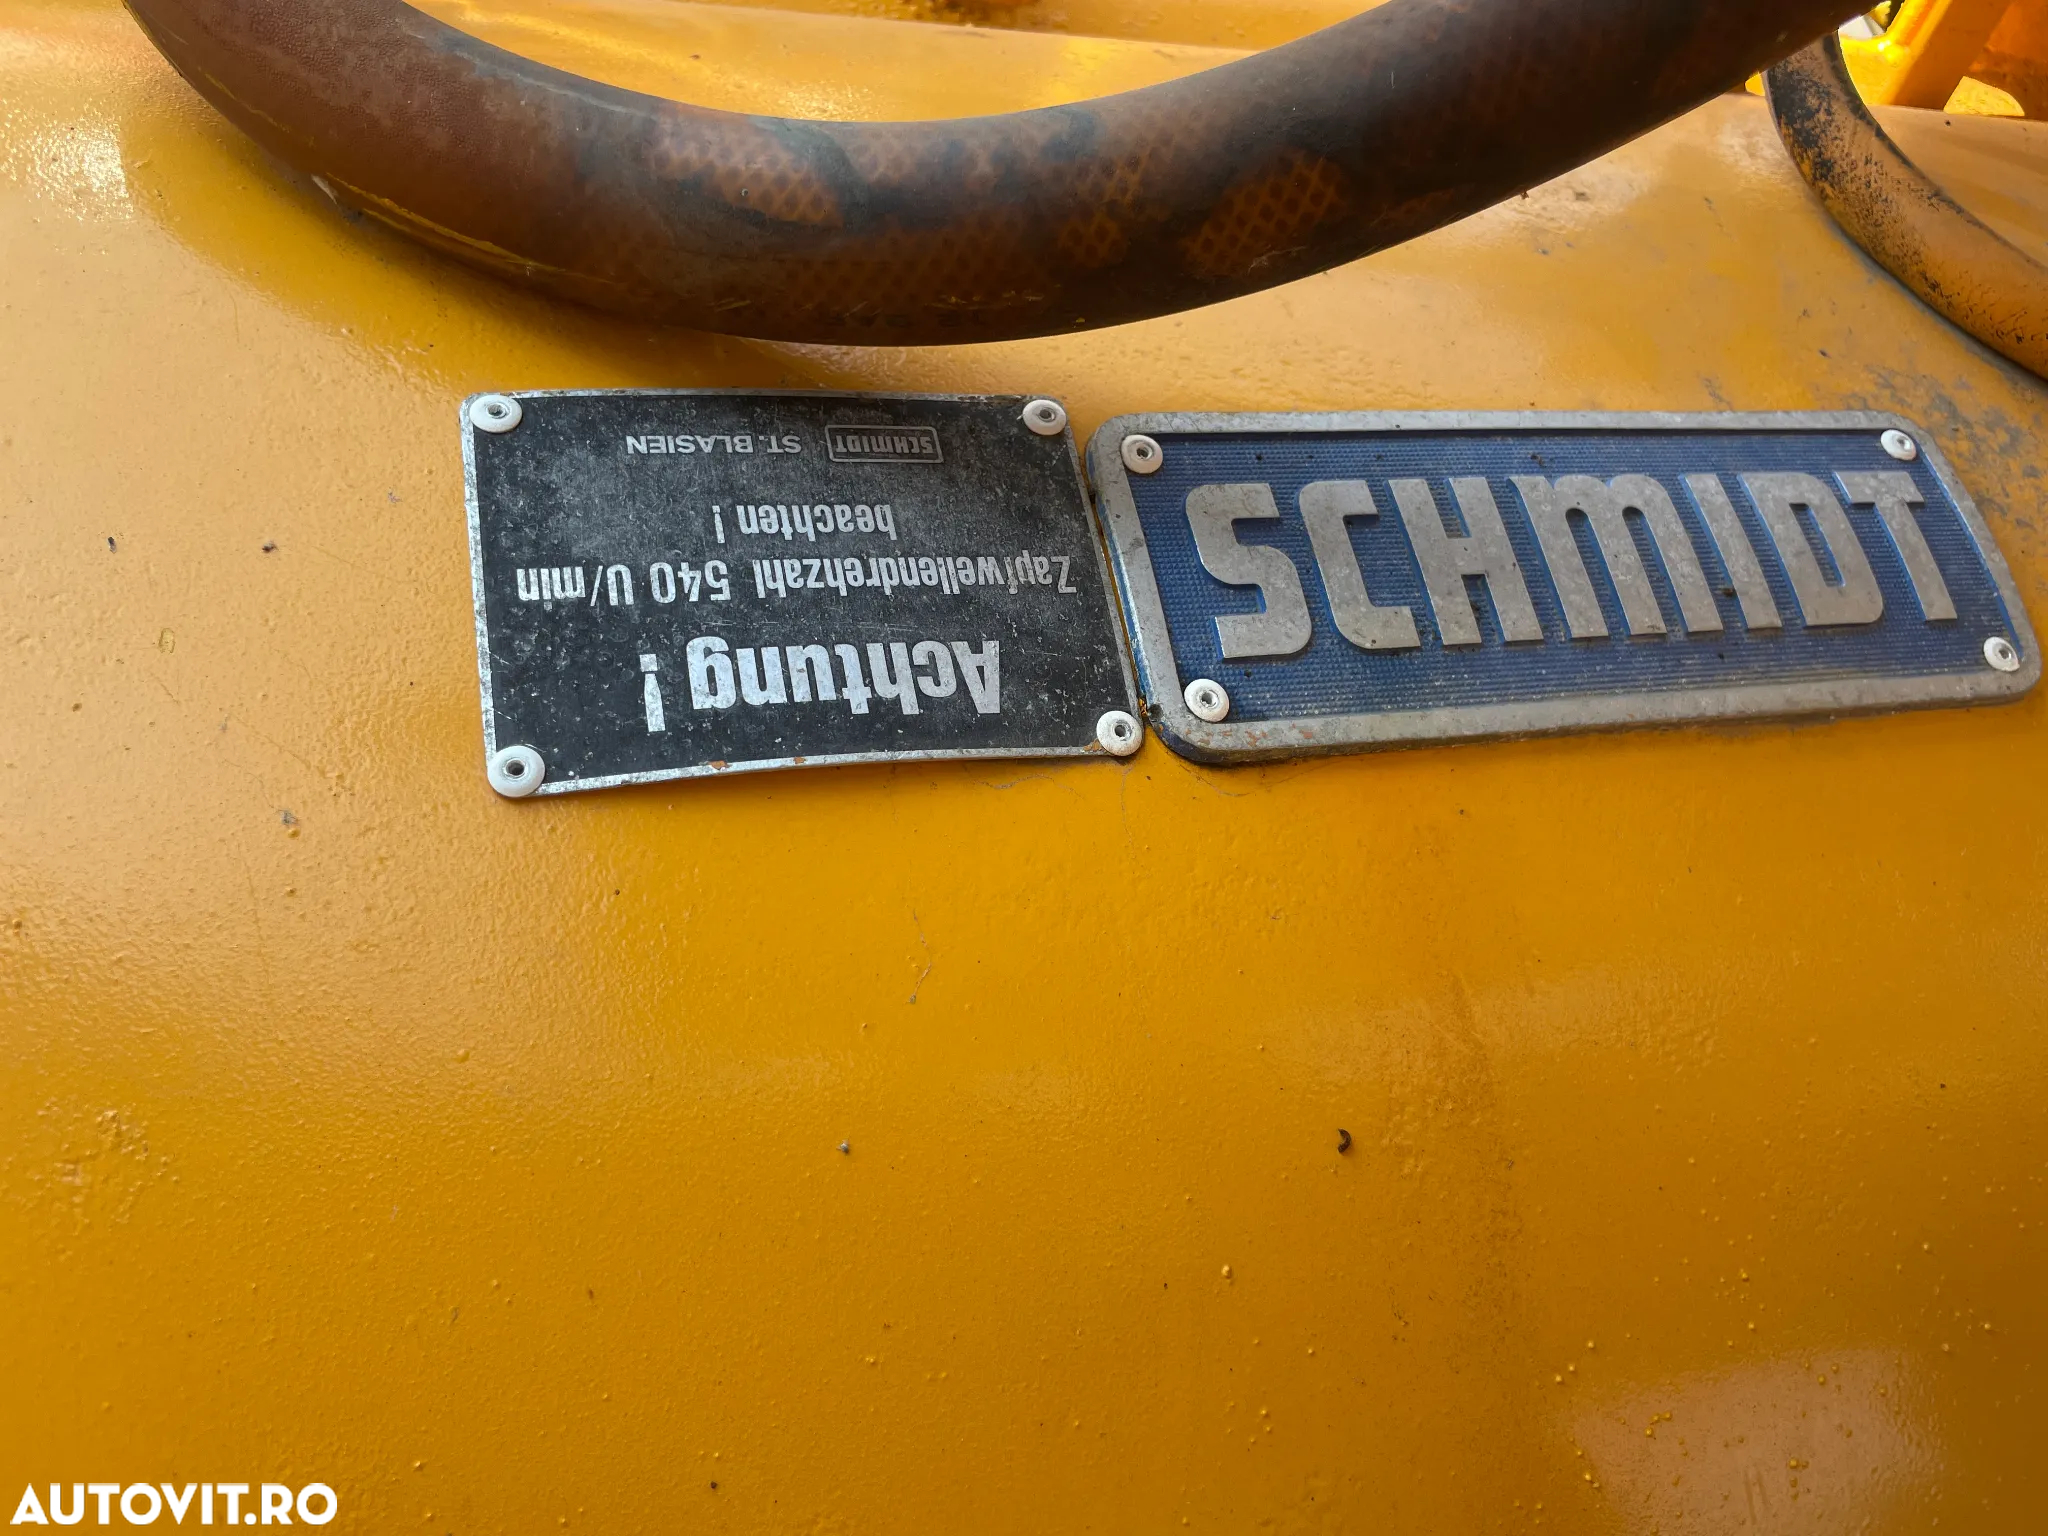 Achtung !
Zapfwellendrehzahl 540 U/min
beachten !
SCHMIDT ST. BLASIEN
SCHMIDT
AUTOVIT.RO